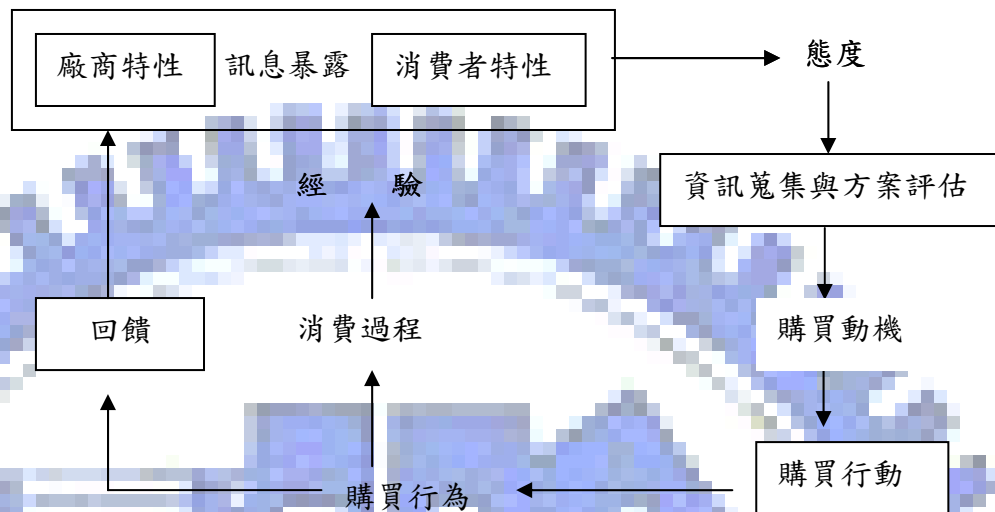 廠商特性 訊息暴露 消費者特性 態度
經 驗 資訊蒐集與方案評估
回饋 消費過程 購買動機
購買行動
購買行為